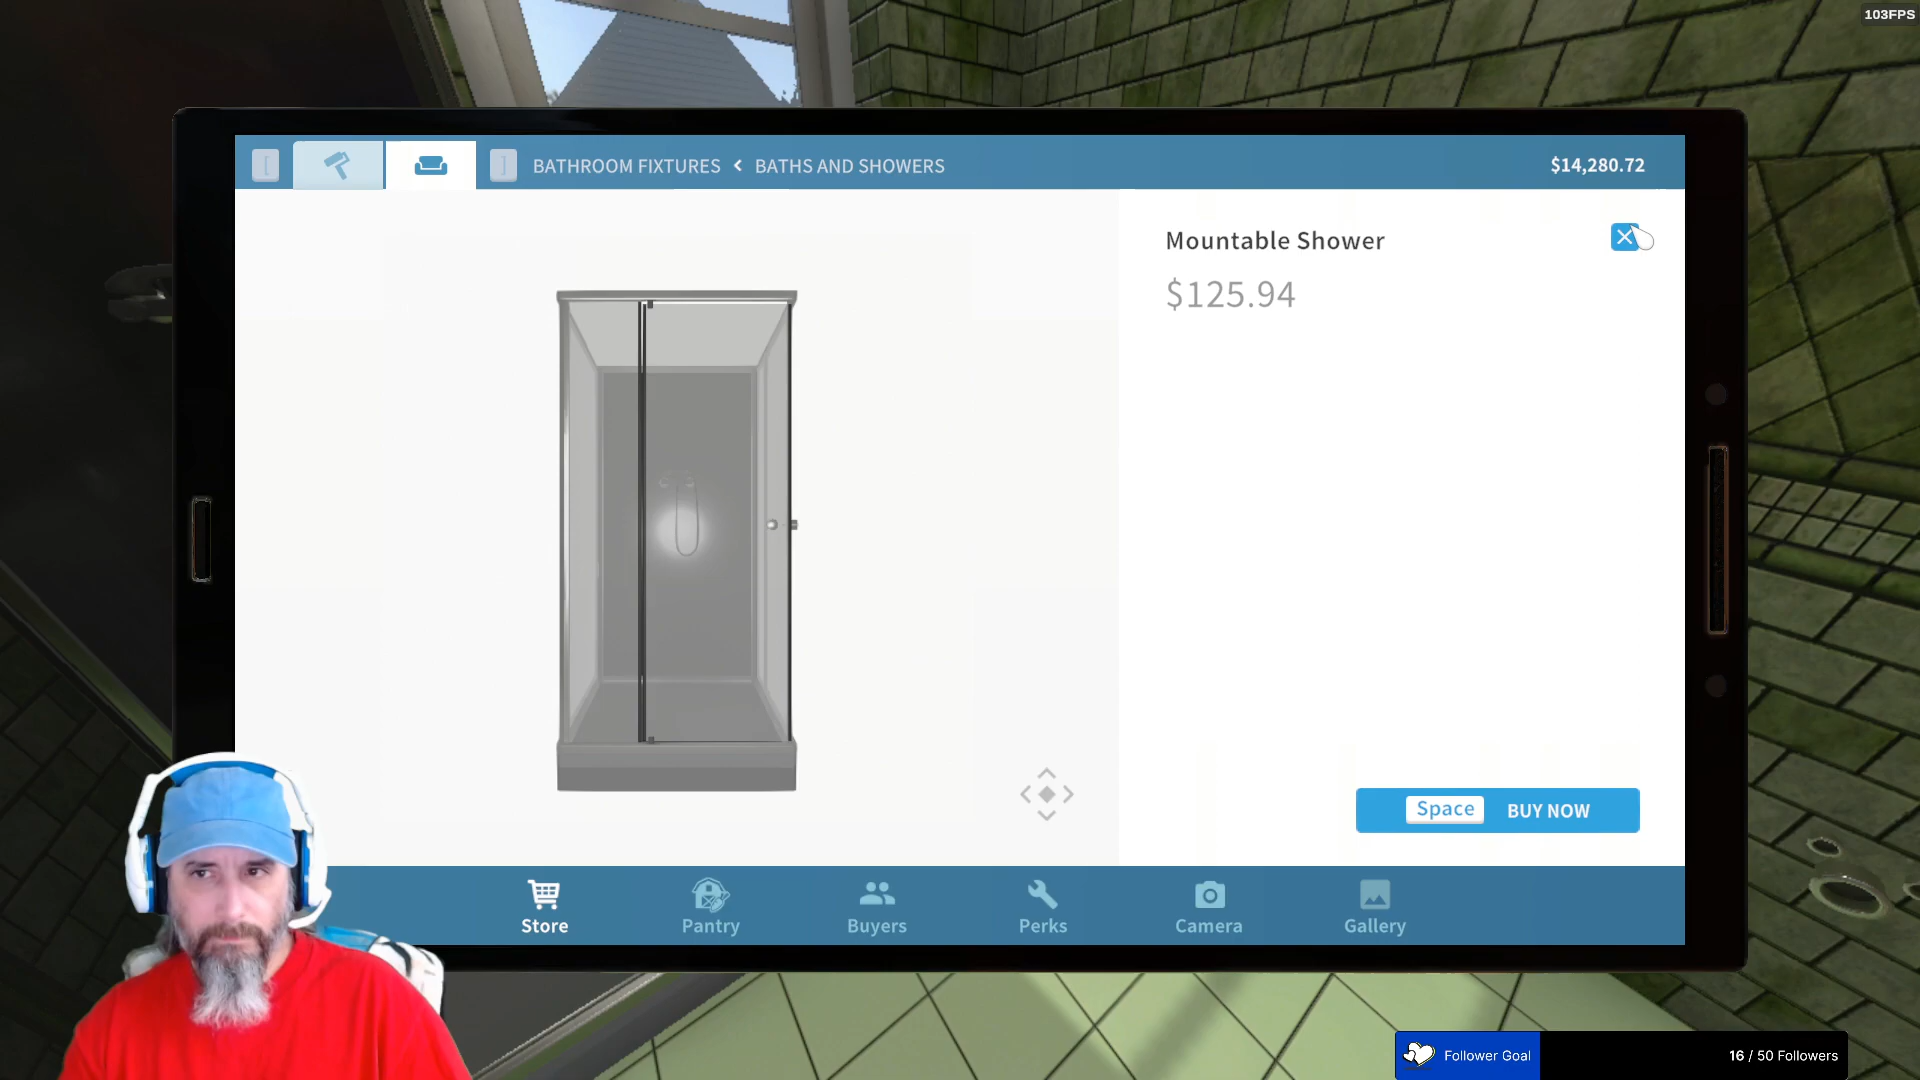 103FPS
[
]
BATHROOM FIXTURES < BATHS AND SHOWERS
$14,280.72
Mountable Shower
$125.94
Space BUY NOW
Store
Pantry
Buyers
Perks
Camera
Gallery
Follower Goal
16 / 50 Followers